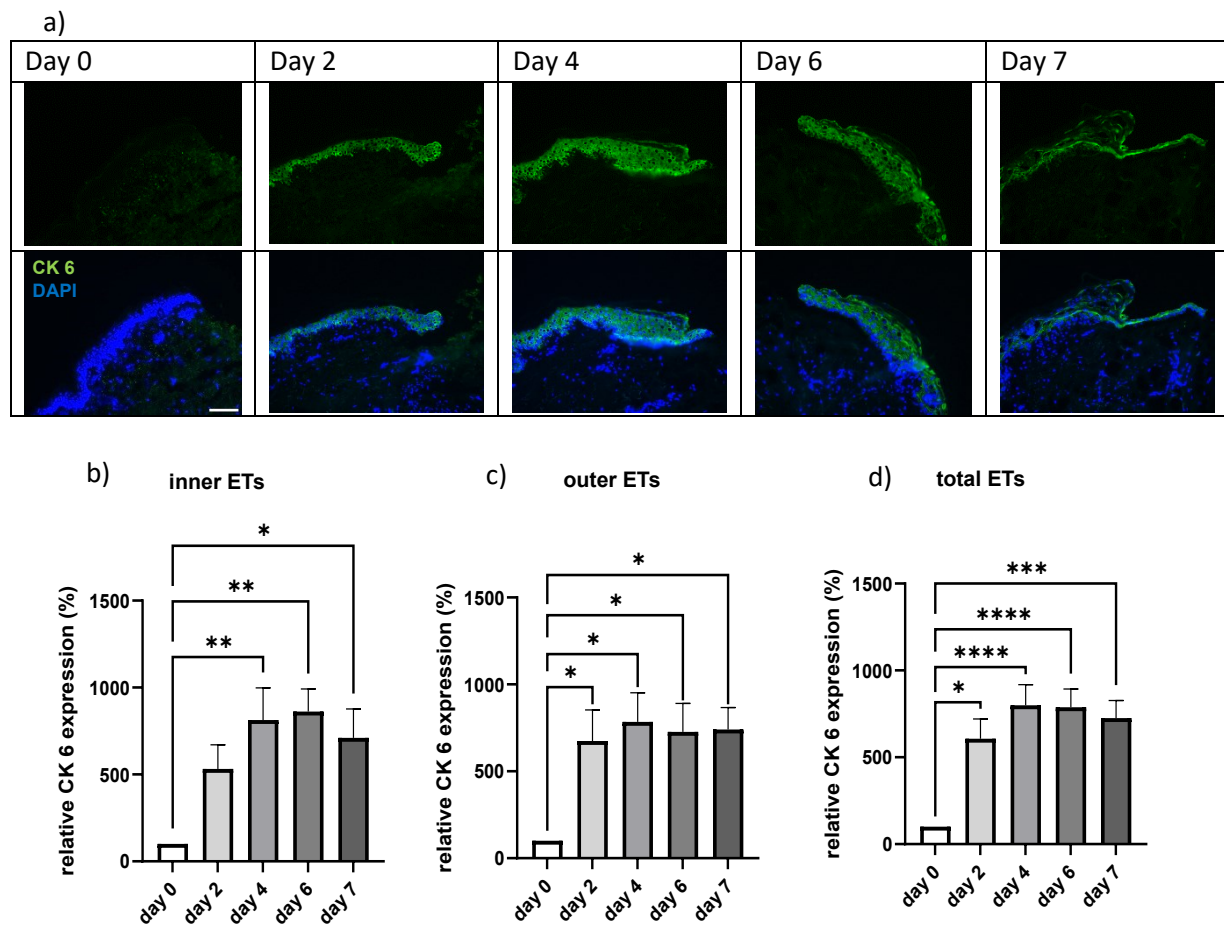 a)
Day 0 Day 2 Day 4 Day 6 Day 7
CK 6
DAPI
b) inner ETs
relative CK 6 expression (%)
1500
1000
500
0
*
**
**
day 0 day 2 day 4 day 6 day 7
c) outer ETs
relative CK 6 expression (%)
1500
1000
500
0
*
*
*
*
day 0 day 2 day 4 day 6 day 7
d) total ETs
relative CK 6 expression (%)
1500
1000
500
0
***
****
****
*
day 0 day 2 day 4 day 6 day 7